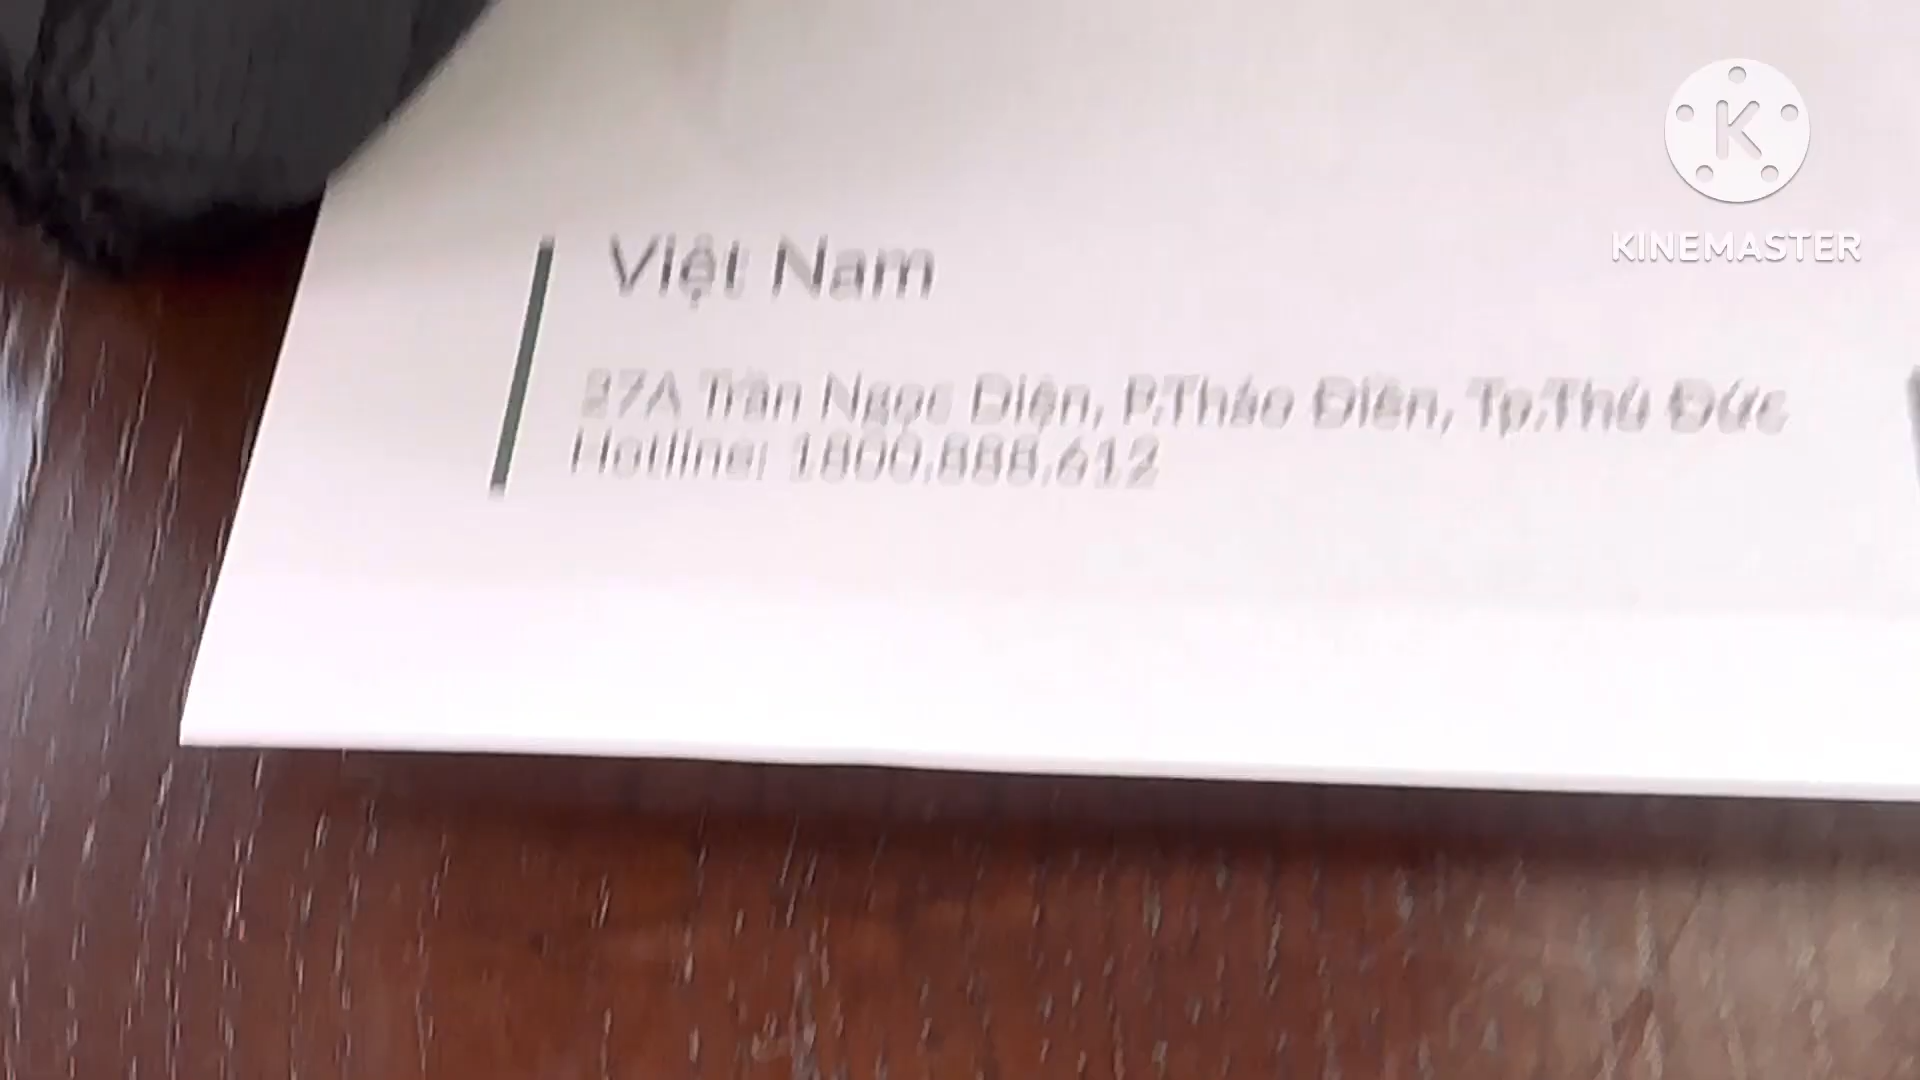 Việt Nam
27A Trần Ngọc Diện, P.Thảo Điền, Tp.Thủ Đức
Hotline: 1800.888.612
K
KINEMASTER